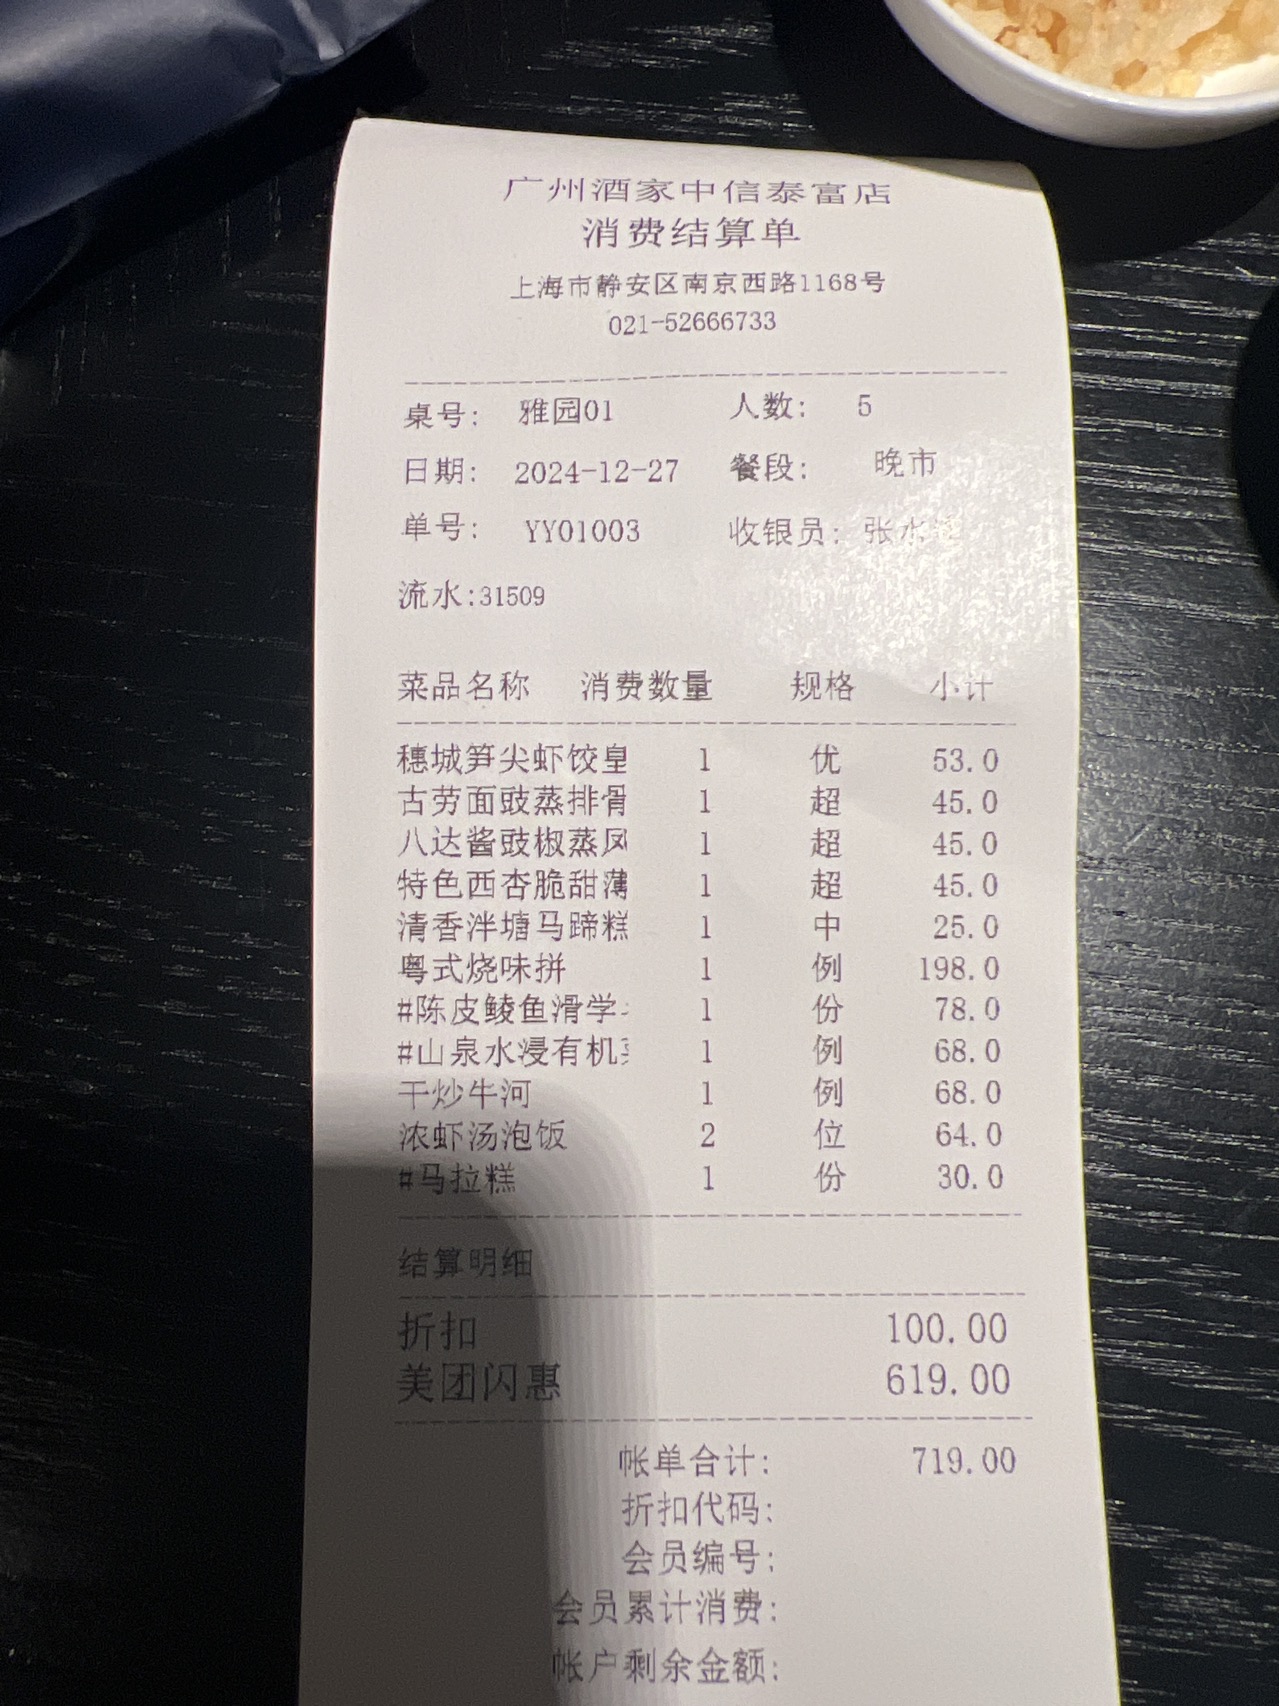 广州酒家中信泰富店
消费结算单
上海市静安区南京西路1168号
021-52666733
桌号: 雅园01 人数: 5
日期: 2024-12-27 餐段: 晚市
单号: YY01003 收银员: 张水
流水:31509
菜品名称 消费数量 规格 小计
穗城笋尖虾饺皇 1 优 53.0
古劳面豉蒸排骨 1 超 45.0
八达酱豉椒蒸凤 1 超 45.0
特色西杏脆甜薄 1 超 45.0
清香泮塘马蹄糕 1 中 25.0
粤式烧味拼 1 例 198.0
#陈皮鲮鱼滑学 1 份 78.0
#山泉水浸有机 1 例 68.0
干炒牛河 1 例 68.0
浓虾汤泡饭 2 位 64.0
#马拉糕 1 份 30.0
结算明细
折扣 100.00
美团闪惠 619.00
帐单合计: 719.00
折扣代码:
会员编号:
会员累计消费:
帐户剩余金额: